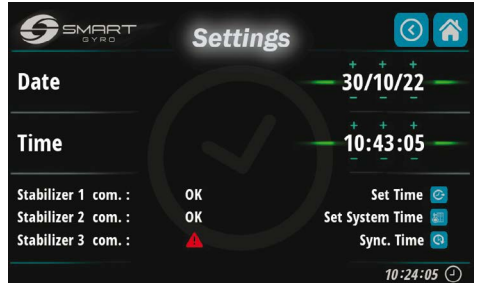 SMART
GYRO
Settings
Date
+ + +
30/10/22
- - -
Time
+ + +
10:43:05
- - -
Stabilizer 1 com. : OK Set Time
Stabilizer 2 com. : OK Set System Time
Stabilizer 3 com. : Sync. Time
10:24:05